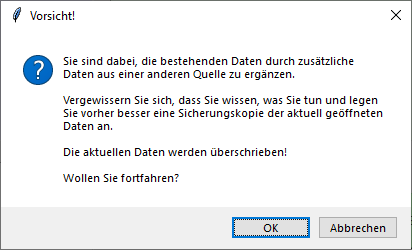 Vorsicht!
Sie sind dabei, die bestehenden Daten durch zusätzliche
Daten aus einer anderen Quelle zu ergänzen.
Vergewissern Sie sich, dass Sie wissen, was Sie tun und legen
Sie vorher besser eine Sicherungskopie der aktuell geöffneten
Daten an.
Die aktuellen Daten werden überschrieben!
Wollen Sie fortfahren?
OK
Abbrechen